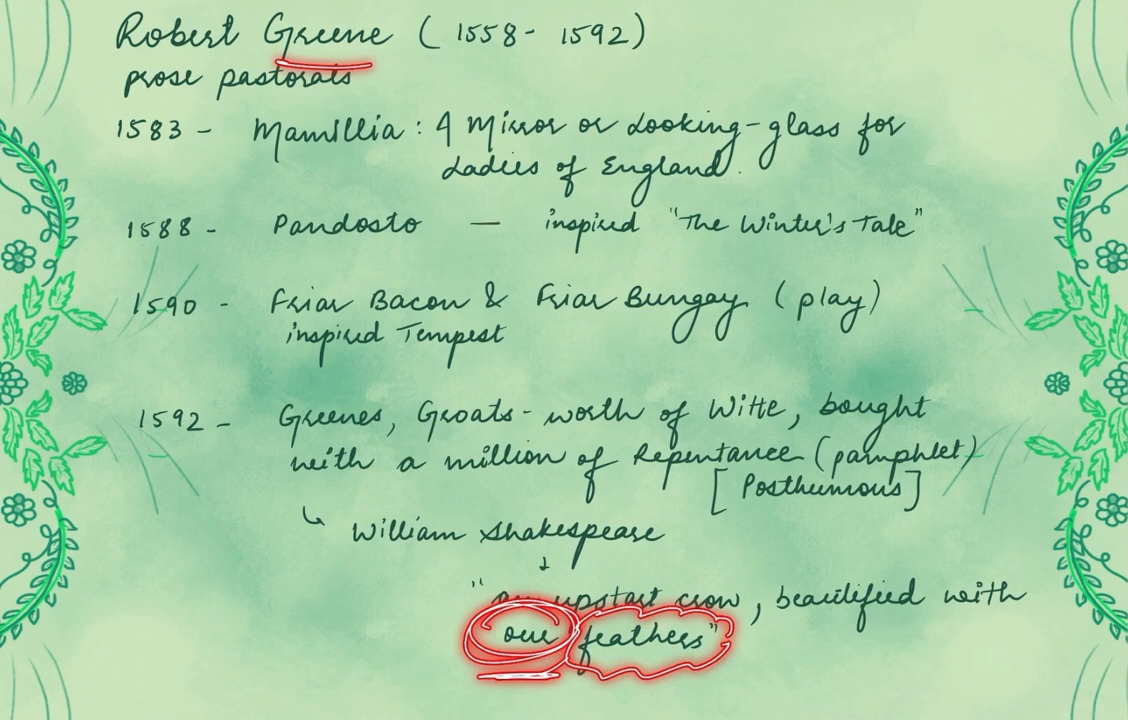 Robert Greene ( 1558 - 1592 )
prose pastorals
1583 - Mamillia : A Mirror or Looking-glass for
Ladies of England.
1588 - Pandosto — inspired "The Winter's Tale"
1590 - Friar Bacon & Friar Bungay ( play )
inspired Tempest
1592 - Greenes, Groats-worth of Witte, bought
with a million of Repentance (pamphlet)
[ Posthumous ]
↳ William Shakespeare
↓
"an upstart crow, beautified with
our feathers"